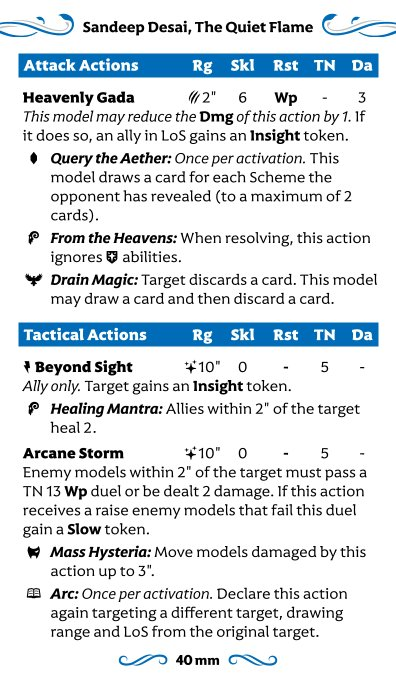 Sandeep Desai, The Quiet Flame
Attack Actions Rg Skl Rst TN Da
Heavenly Gada 2" 6 Wp - 3
This model may reduce the Dmg of this action by 1. If
it does so, an ally in LoS gains an Insight token.
Query the Aether: Once per activation. This
model draws a card for each Scheme the
opponent has revealed (to a maximum of 2
cards).
From the Heavens: When resolving, this action
ignores abilities.
Drain Magic: Target discards a card. This model
may draw a card and then discard a card.
Tactical Actions Rg Skl Rst TN Da
Beyond Sight 10" 0 - 5 -
Ally only. Target gains an Insight token.
Healing Mantra: Allies within 2" of the target
heal 2.
Arcane Storm 10" 0 - 5 -
Enemy models within 2" of the target must pass a
TN 13 Wp duel or be dealt 2 damage. If this action
receives a raise enemy models that fail this duel
gain a Slow token.
Mass Hysteria: Move models damaged by this
action up to 3".
Arc: Once per activation. Declare this action
again targeting a different target, drawing
range and LoS from the original target.
40 mm